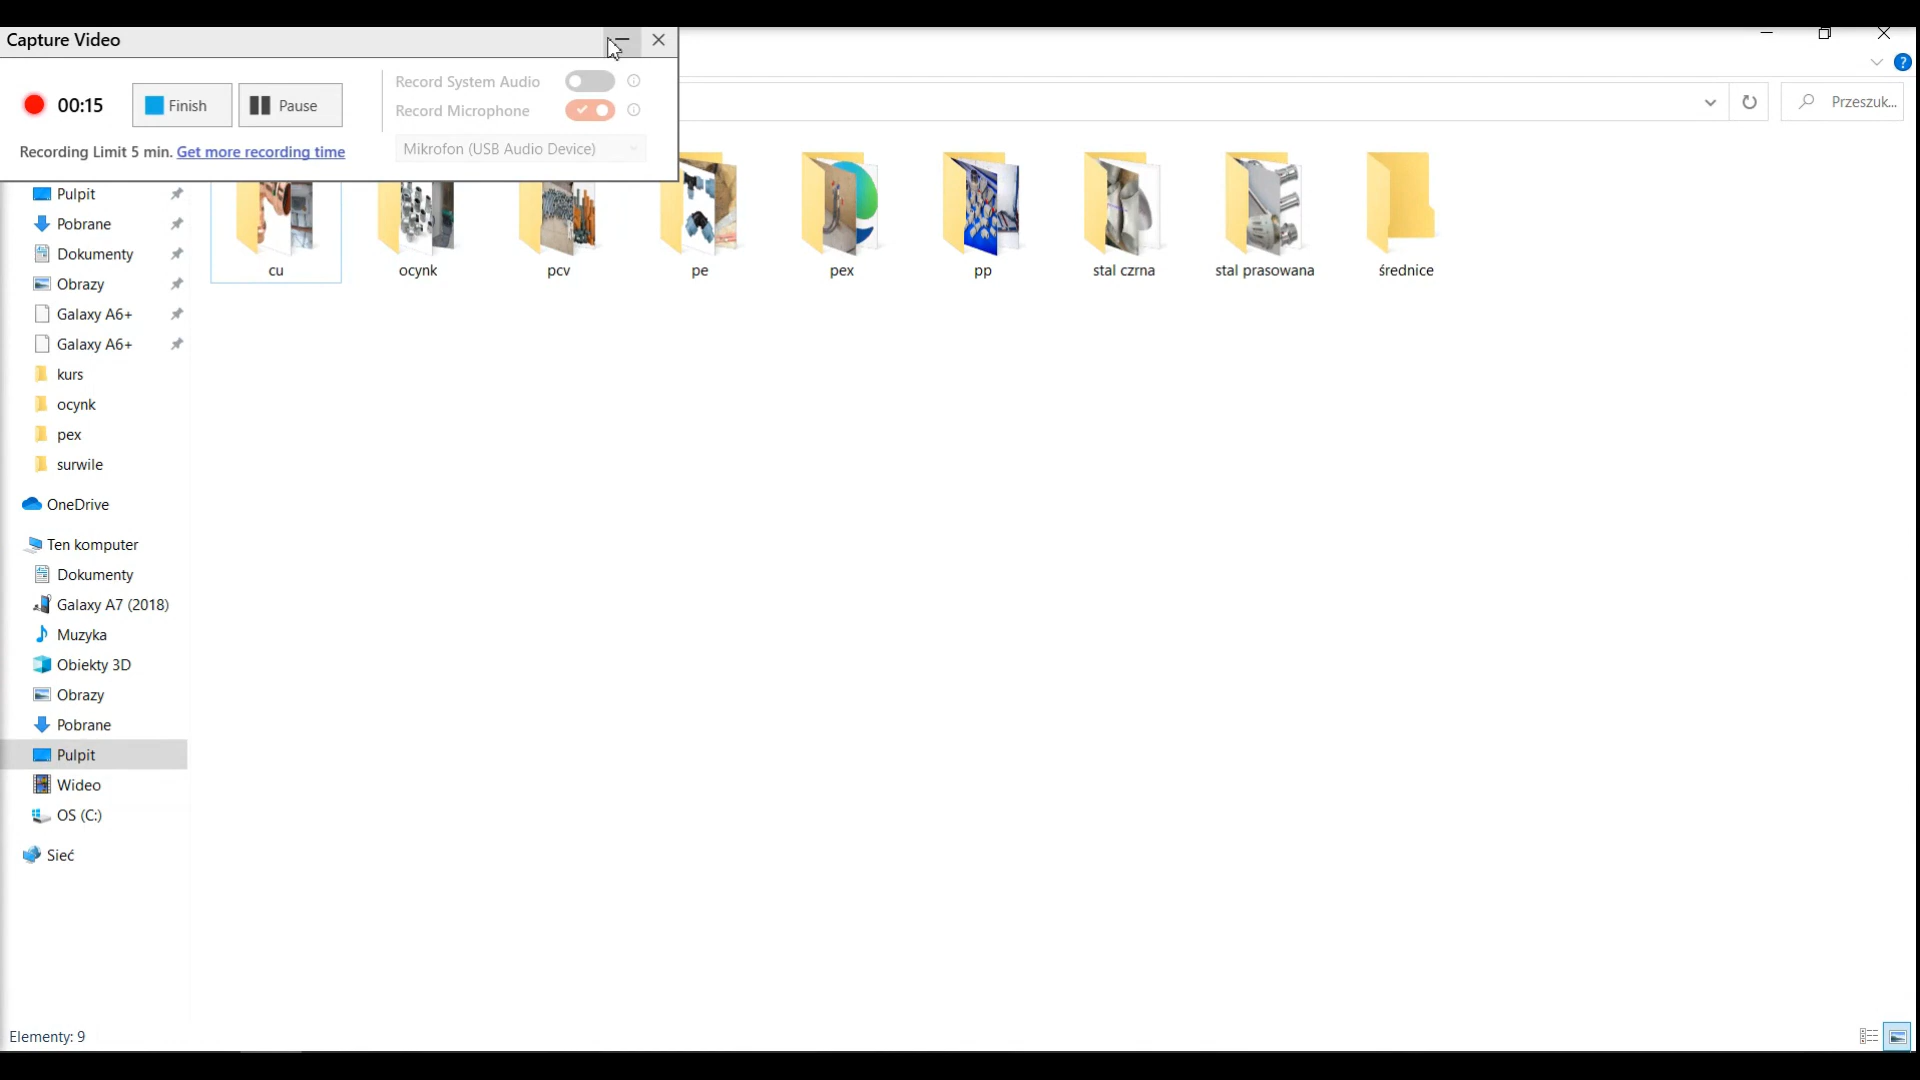 Capture Video
00:15
Finish
Pause
Record System Audio
Record Microphone
Mikrofon (USB Audio Device)
Recording Limit 5 min. Get more recording time
Przeszuk...
Pulpit
Pobrane
Dokumenty
Obrazy
Galaxy A6+
Galaxy A6+
kurs
ocynk
pex
surwile
OneDrive
Ten komputer
Dokumenty
Galaxy A7 (2018)
Muzyka
Obiekty 3D
Obrazy
Pobrane
Pulpit
Wideo
OS (C:)
Sieć
cu
ocynk
pcv
pe
pex
pp
stal czrna
stal prasowana
średnice
Elementy: 9